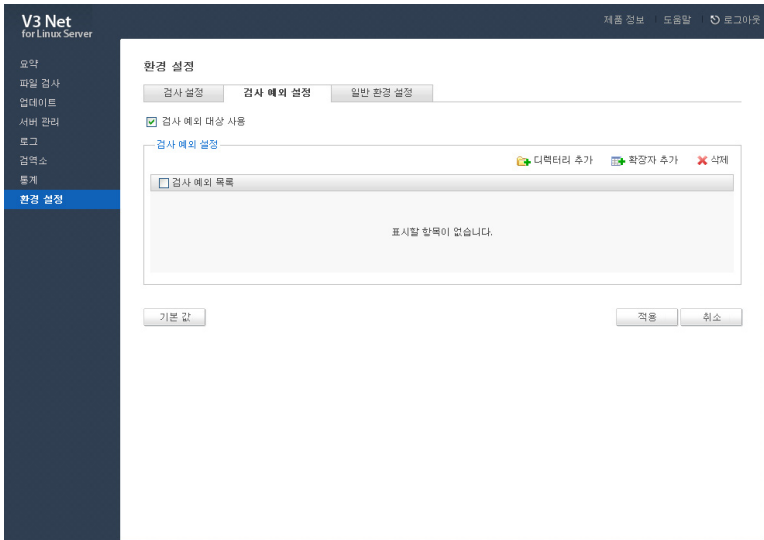 V3 Net
for Linux Server
제품 정보
도움말
로그아웃
요약
파일 검사
업데이트
서버 관리
로그
검역소
통계
환경 설정
환경 설정
검사 설정
검사 예외 설정
일반 환경 설정
검사 예외 대상 사용
검사 예외 설정
디렉터리 추가
확장자 추가
삭제
검사 예외 목록
표시할 항목이 없습니다.
기본 값
적용
취소